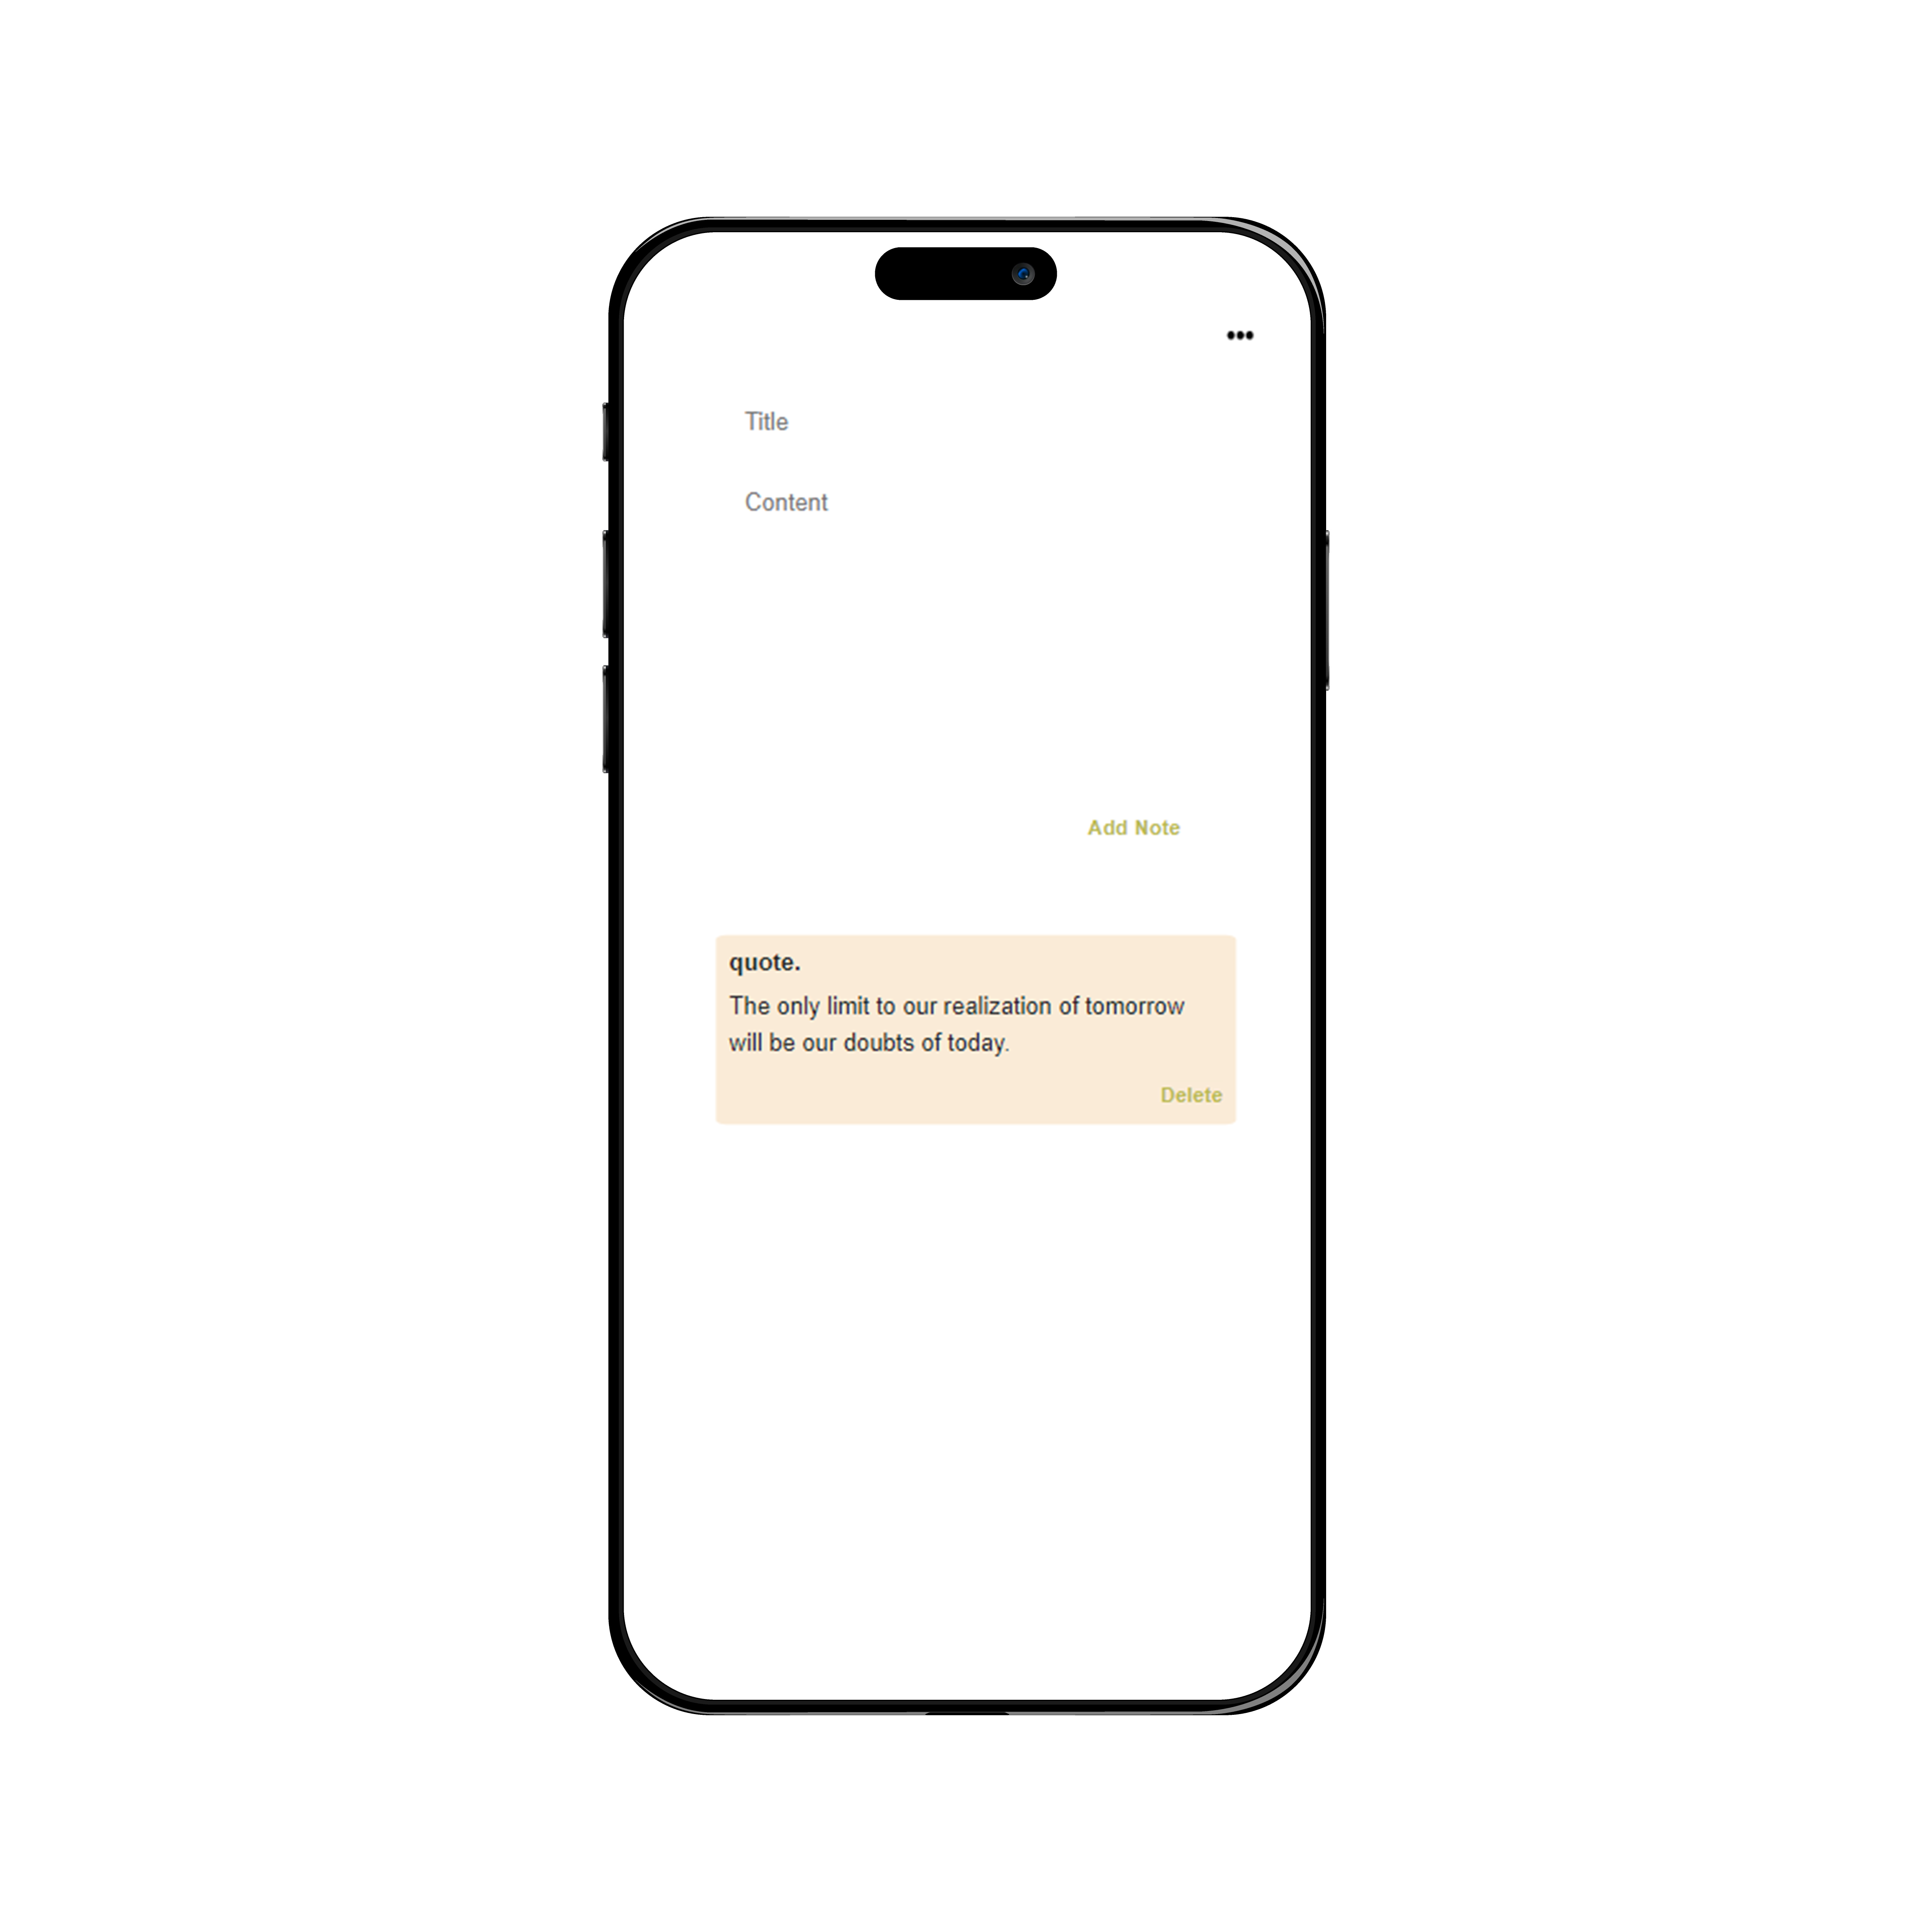 Title
Content
Add Note
quote.
The only limit to our realization of tomorrow
will be our doubts of today.
Delete